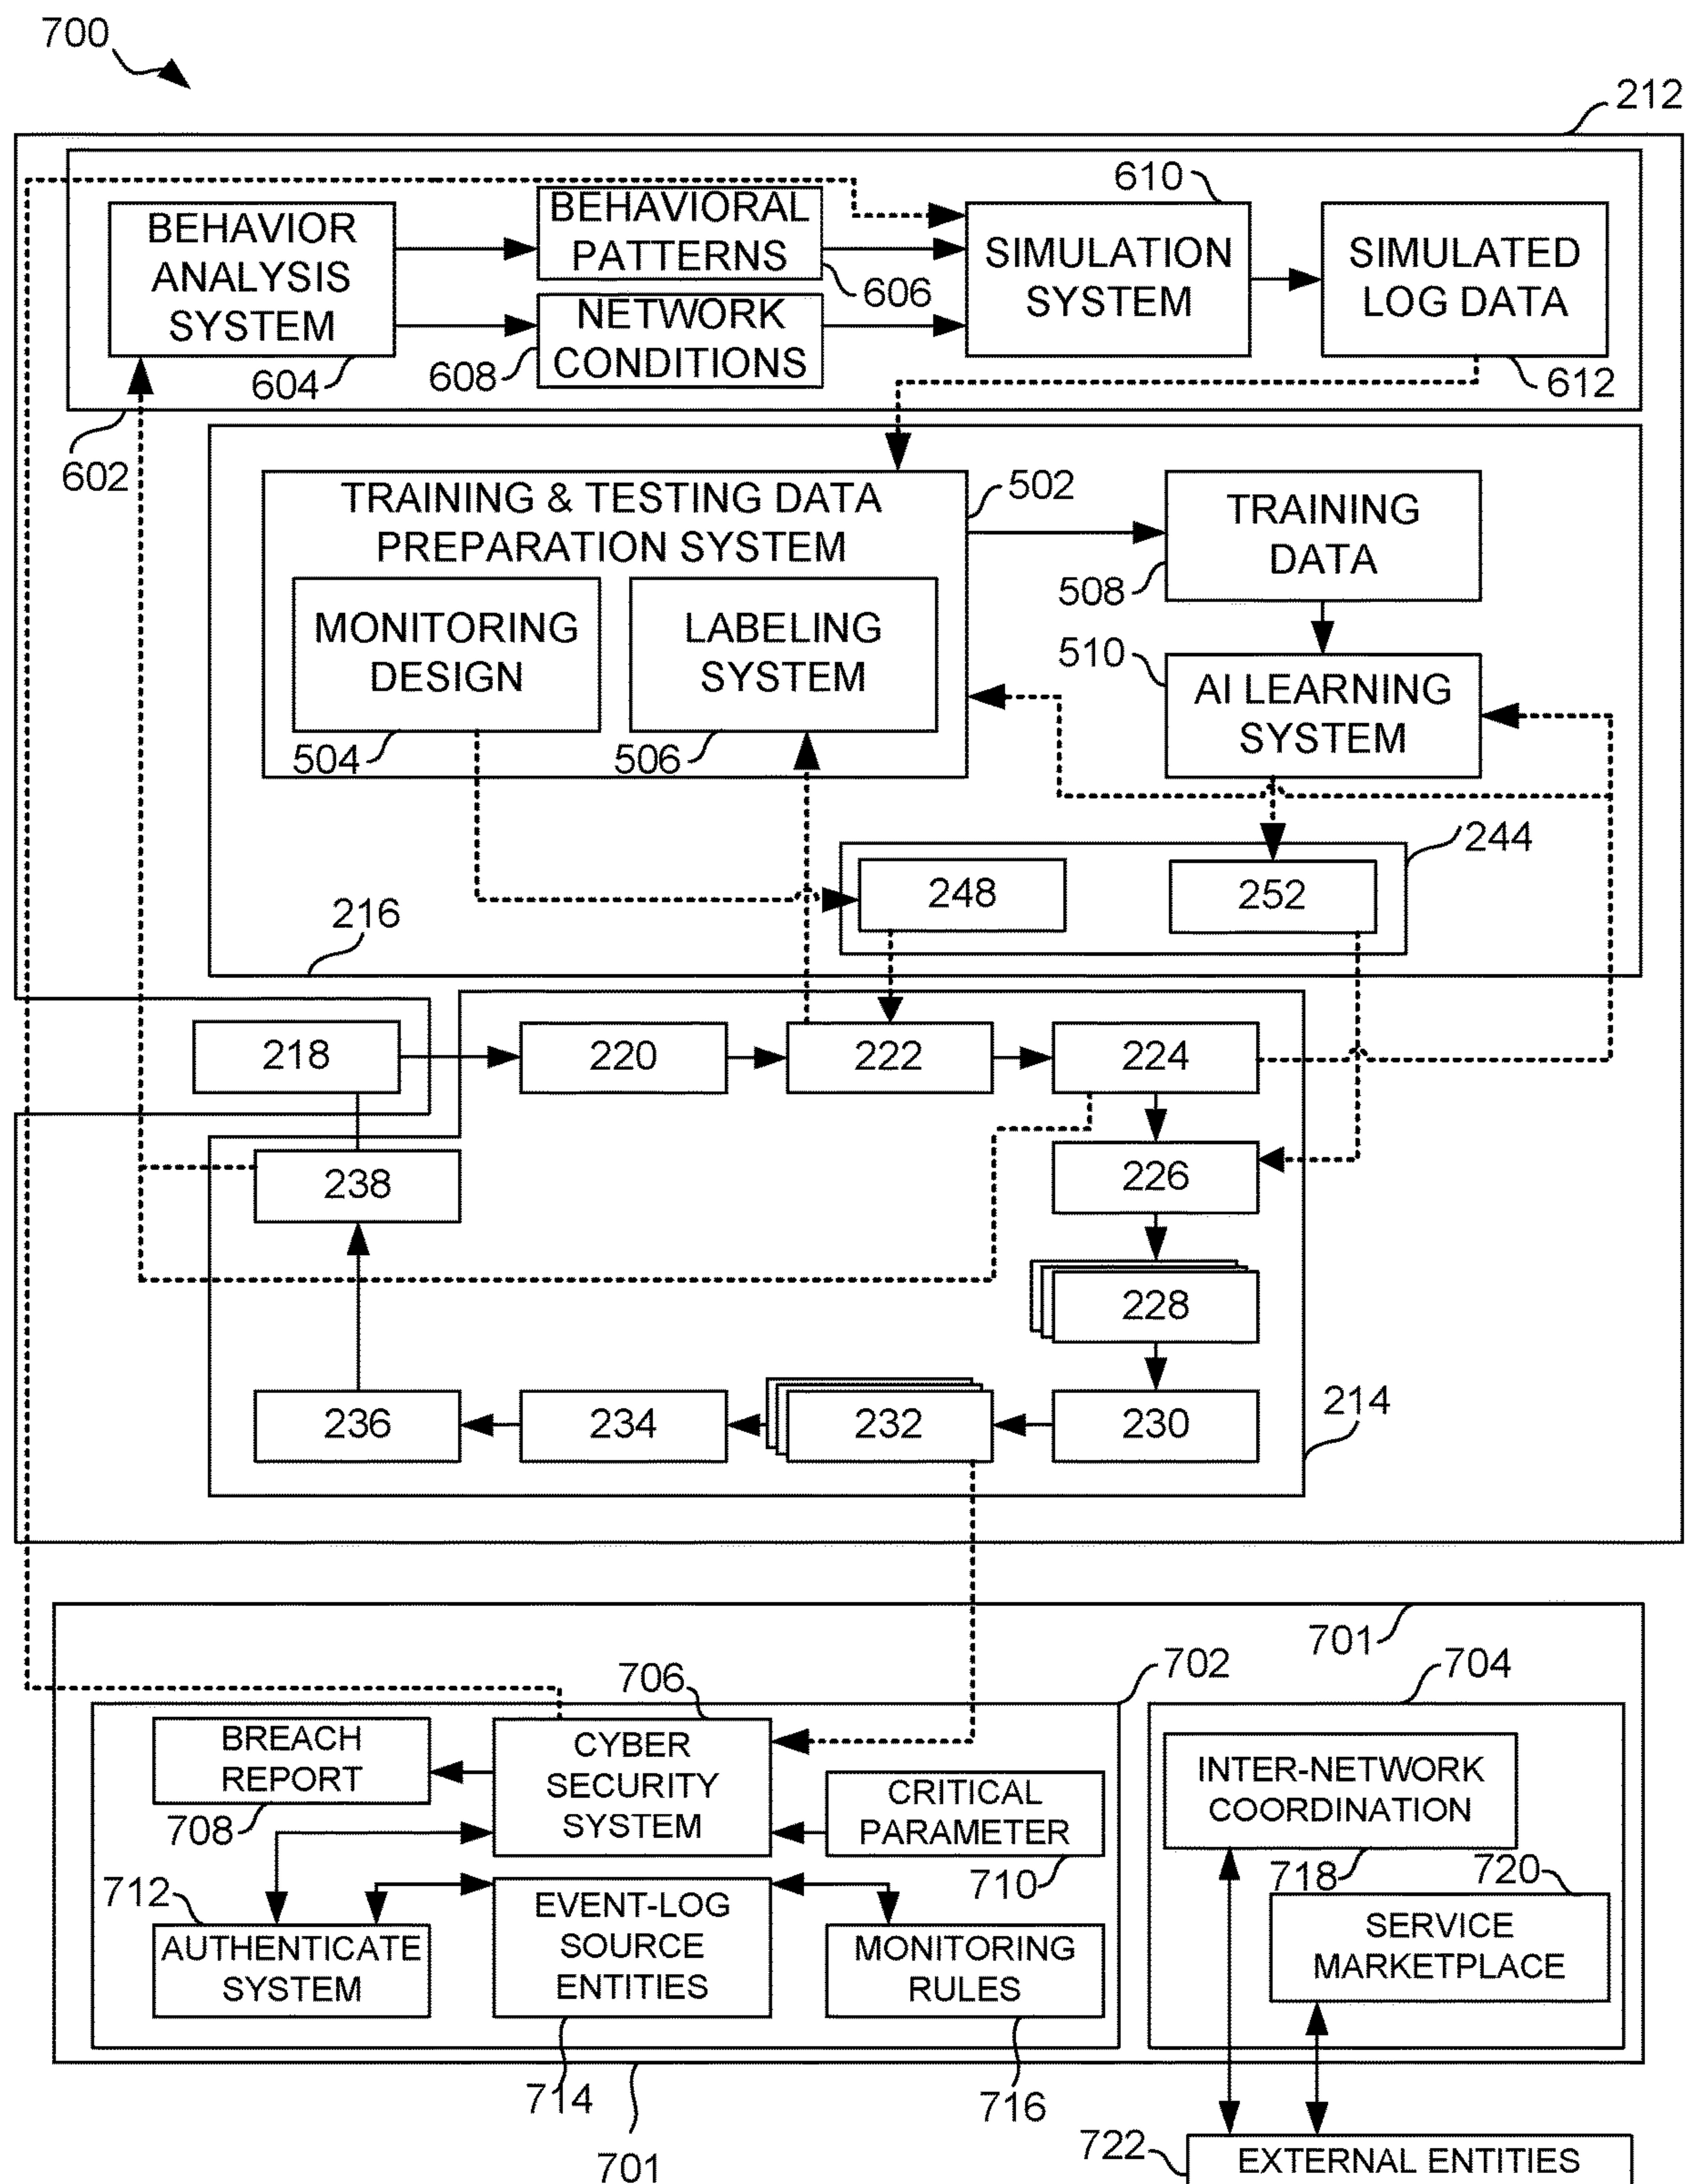 700
212
610
BEHAVIOR
ANALYSIS
SYSTEM
604
BEHAVIORAL
PATTERNS
606
NETWORK
CONDITIONS
608
SIMULATION
SYSTEM
SIMULATED
LOG DATA
612
602
TRAINING & TESTING DATA
PREPARATION SYSTEM
502
MONITORING
DESIGN
504
LABELING
SYSTEM
506
TRAINING
DATA
508
510
AI LEARNING
SYSTEM
244
248
252
216
218
220
222
224
238
226
228
236
234
232
230
214
701
702
704
706
BREACH
REPORT
708
CYBER
SECURITY
SYSTEM
CRITICAL
PARAMETER
710
INTER-NETWORK
COORDINATION
718
720
712
AUTHENTICATE
SYSTEM
EVENT-LOG
SOURCE
ENTITIES
MONITORING
RULES
SERVICE
MARKETPLACE
714
716
701
722
EXTERNAL ENTITIES